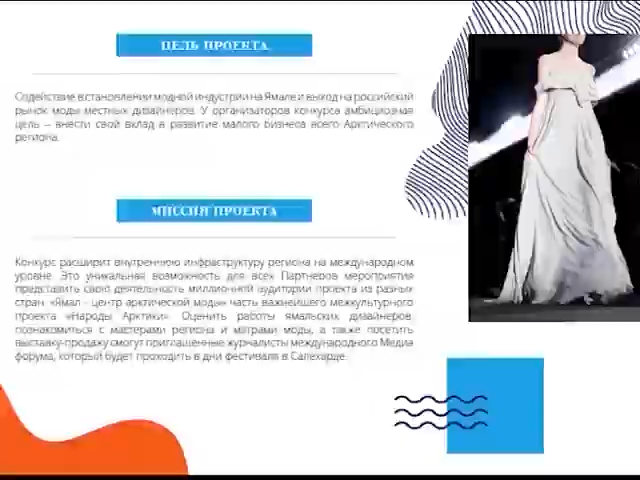 ЦЕЛЬ ПРОЕКТА
Содействие в становлении модной индустрии на Ямале и выход на российский
рынок моды местных дизайнеров. У организаторов конкурса амбициозная
цель – внести свой вклад в развитие малого бизнеса всего Арктического
региона.
МИССИЯ ПРОЕКТА
Конкурс расширит внутреннюю инфраструктуру региона на международном
уровне. Это уникальная возможность для всех Партнеров мероприятия
представить свою деятельность миллионной аудитории проекта из разных
стран. «Ямал - центр арктической моды» часть важнейшего межкультурного
проекта «Народы Арктики». Оценить работы ямальских дизайнеров,
познакомиться с мастерами региона и мэтрами моды, а также посетить
выставку-продажу смогут приглашенные журналисты международного Медиа
форума, который будет проходить в дни фестиваля в Салехарде.